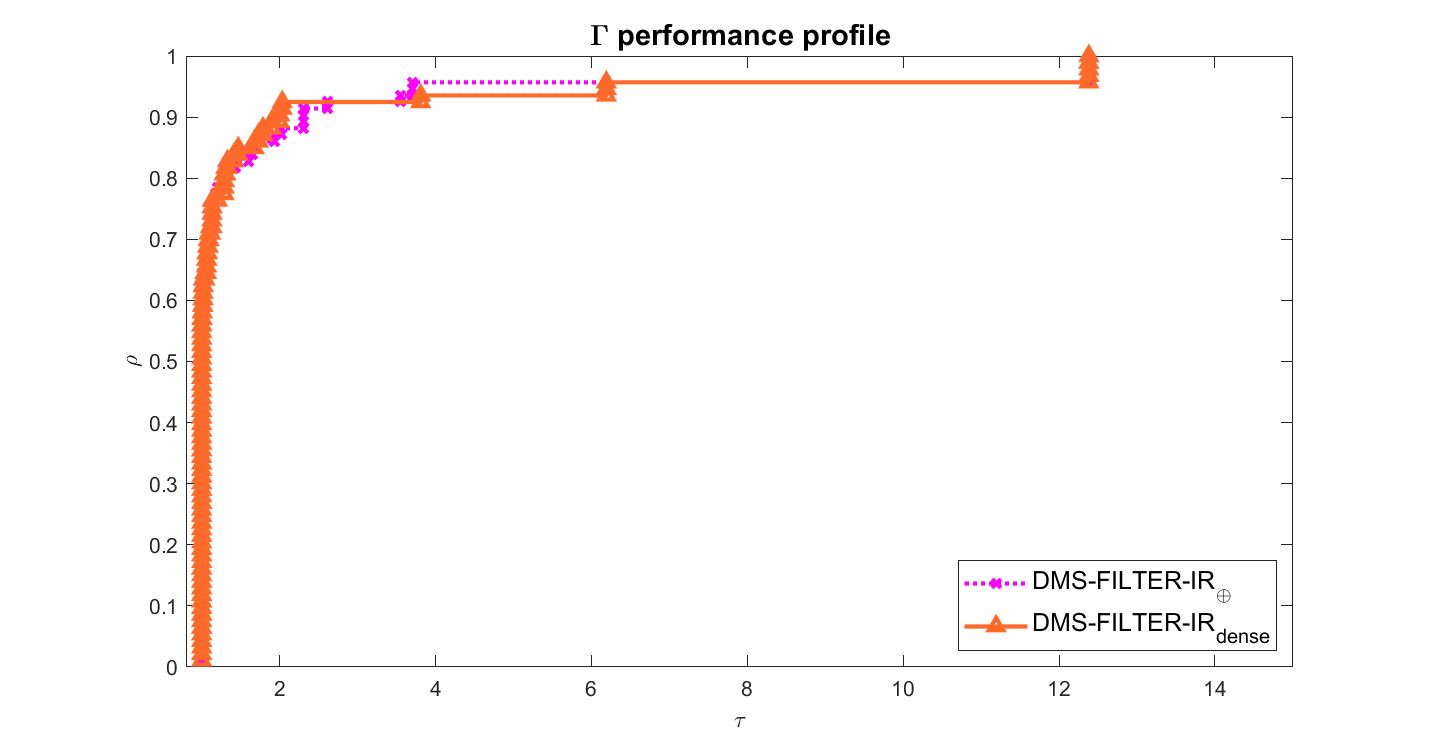 Γ performance profile
1
0.9
0.8
0.7
0.6
0.5
0.4
0.3
0.2
0.1
0
ρ
2 4 6 8 10 12 14
τ
DMS-FILTER-IR⊕
DMS-FILTER-IRdense